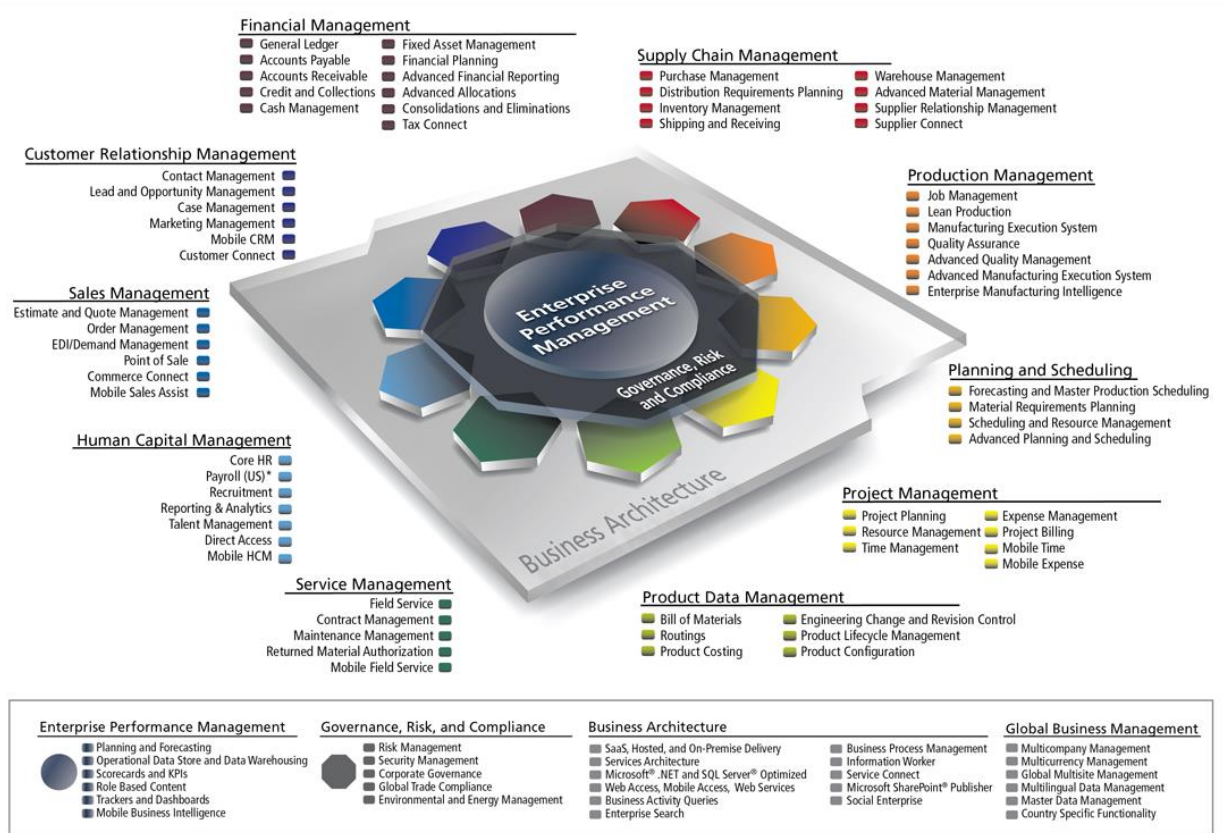 Financial Management
General Ledger
Accounts Payable
Accounts Receivable
Credit and Collections
Cash Management
Fixed Asset Management
Financial Planning
Advanced Financial Reporting
Advanced Allocations
Consolidations and Eliminations
Tax Connect
Supply Chain Management
Purchase Management
Distribution Requirements Planning
Inventory Management
Shipping and Receiving
Warehouse Management
Advanced Material Management
Supplier Relationship Management
Supplier Connect
Customer Relationship Management
Contact Management
Lead and Opportunity Management
Case Management
Marketing Management
Mobile CRM
Customer Connect
Production Management
Job Management
Lean Production
Manufacturing Execution System
Quality Assurance
Advanced Quality Management
Advanced Manufacturing Execution System
Enterprise Manufacturing Intelligence
Sales Management
Estimate and Quote Management
Order Management
EDI/Demand Management
Point of Sale
Commerce Connect
Mobile Sales Assist
Enterprise
Performance
Management
Governance, Risk
and Compliance
Business Architecture
Planning and Scheduling
Forecasting and Master Production Scheduling
Material Requirements Planning
Scheduling and Resource Management
Advanced Planning and Scheduling
Human Capital Management
Core HR
Payroll (US)*
Recruitment
Reporting & Analytics
Talent Management
Direct Access
Mobile HCM
Project Management
Project Planning
Resource Management
Time Management
Expense Management
Project Billing
Mobile Time
Mobile Expense
Service Management
Field Service
Contract Management
Maintenance Management
Returned Material Authorization
Mobile Field Service
Product Data Management
Bill of Materials
Routings
Product Costing
Engineering Change and Revision Control
Product Lifecycle Management
Product Configuration
Enterprise Performance Management
Planning and Forecasting
Operational Data Store and Data Warehousing
Scorecards and KPIs
Role Based Content
Trackers and Dashboards
Mobile Business Intelligence
Governance, Risk, and Compliance
Risk Management
Security Management
Corporate Governance
Global Trade Compliance
Environmental and Energy Management
Business Architecture
SaaS, Hosted, and On-Premise Delivery
Services Architecture
Microsoft® .NET and SQL Server® Optimized
Web Access, Mobile Access, Web Services
Business Activity Queries
Enterprise Search
Business Process Management
Information Worker
Service Connect
Microsoft SharePoint® Publisher
Social Enterprise
Global Business Management
Multicompany Management
Multicurrency Management
Global Multisite Management
Multilingual Data Management
Master Data Management
Country Specific Functionality